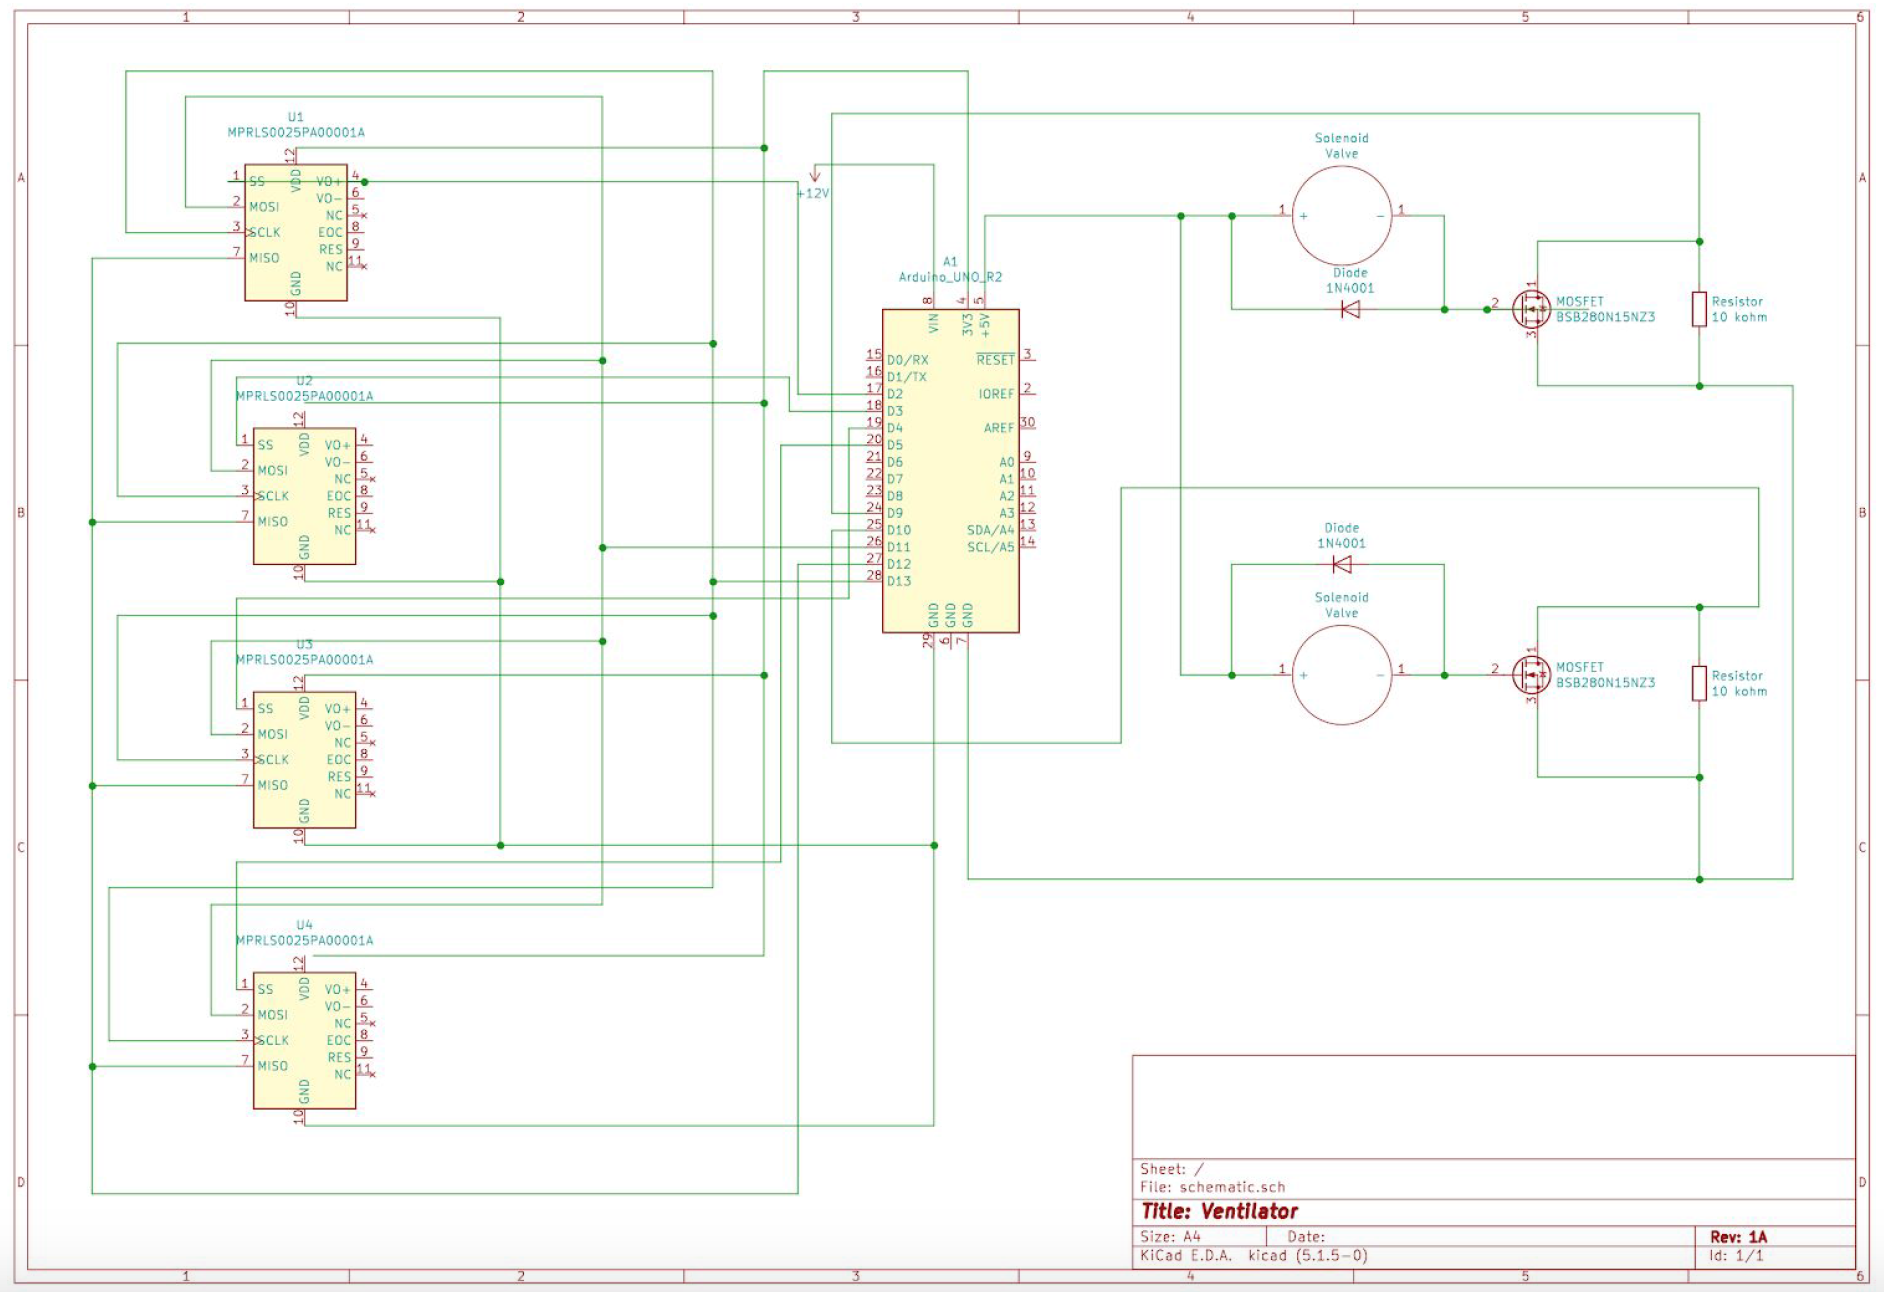 1 2 3 4 5 6
A
B
C
D
A
B
C
D
1 2 3 4 5 6
U1
MPRLS0025PA00001A
12
VDD
1 SS
2 MOSI
3 SCLK
7 MISO
VO+ 4
VO- 6
NC 5
EOC 8
RES 9
NC 11
GND
10
U2
MPRLS0025PA00001A
12
VDD
1 SS
2 MOSI
3 SCLK
7 MISO
VO+ 4
VO- 6
NC 5
EOC 8
RES 9
NC 11
GND
10
U3
MPRLS0025PA00001A
12
VDD
1 SS
2 MOSI
3 SCLK
7 MISO
VO+ 4
VO- 6
NC 5
EOC 8
RES 9
NC 11
GND
10
U4
MPRLS0025PA00001A
12
VDD
1 SS
2 MOSI
3 SCLK
7 MISO
VO+ 4
VO- 6
NC 5
EOC 8
RES 9
NC 11
GND
10
+12V
A1
Arduino_UNO_R2
8 4 5
VIN 3V3 +5V
15 D0/RX
16 D1/TX
17 D2
18 D3
19 D4
20 D5
21 D6
22 D7
23 D8
24 D9
25 D10
26 D11
27 D12
28 D13
RESET 3
IOREF 2
AREF 30
A0 9
A1 10
A2 11
A3 12
SDA/A4 13
SCL/A5 14
GND GND GND
29 6 7
Solenoid
Valve
1 + - 1
Diode
1N4001
1
2
3
MOSFET
BSB280N15NZ3
Resistor
10 kohm
Diode
1N4001
Solenoid
Valve
1 + - 1
1
2
3
MOSFET
BSB280N15NZ3
Resistor
10 kohm
Sheet: /
File: schematic.sch
Title: Ventilator
Size: A4 Date: Rev: 1A
KiCad E.D.A. kicad (5.1.5-0) Id: 1/1